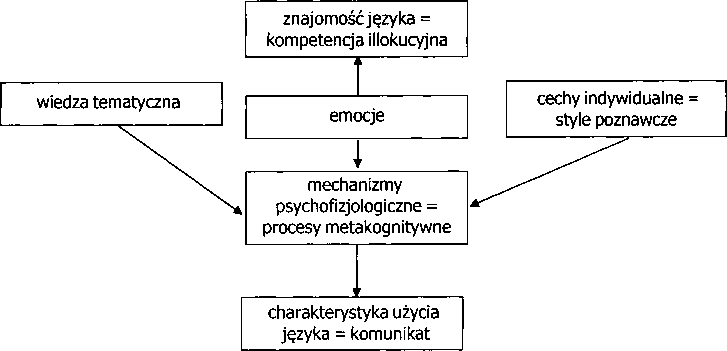 znajomość języka =
kompetencja illokucyjna
wiedza tematyczna
emocje
cechy indywidualne =
style poznawcze
mechanizmy
psychofizjologiczne =
procesy metakognitywne
charakterystyka użycia
języka = komunikat